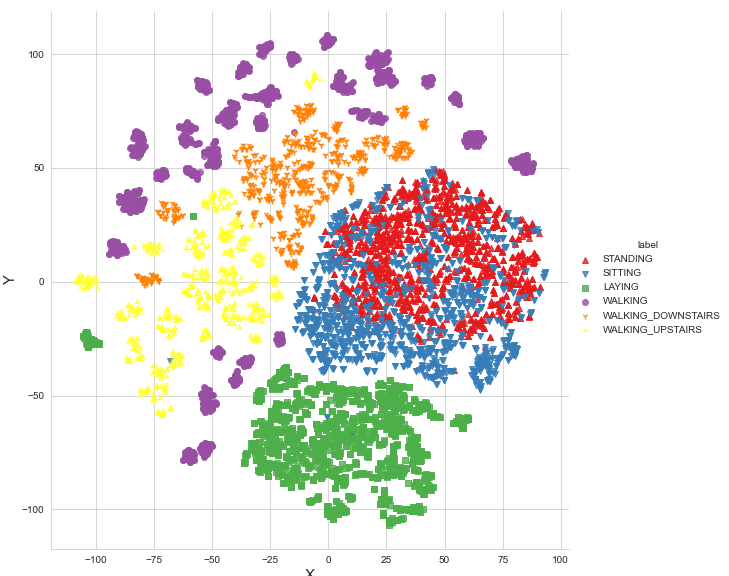 100
50
0
−50
−100
Y
−100
−75
−50
−25
0
25
50
75
100
X
label
STANDING
SITTING
LAYING
WALKING
WALKING_DOWNSTAIRS
WALKING_UPSTAIRS